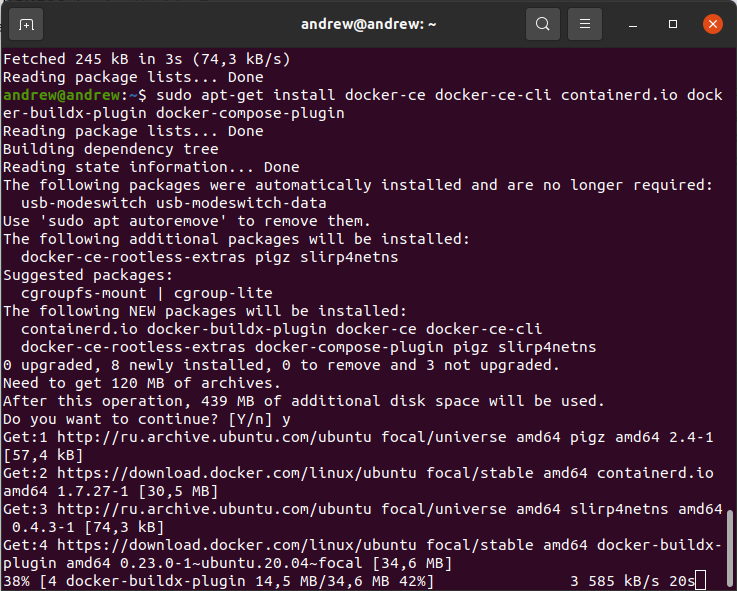 andrew@andrew: ~
Fetched 245 kB in 3s (74,3 kB/s)
Reading package lists... Done
andrew@andrew:~$ sudo apt-get install docker-ce docker-ce-cli containerd.io dock
er-buildx-plugin docker-compose-plugin
Reading package lists... Done
Building dependency tree
Reading state information... Done
The following packages were automatically installed and are no longer required:
  usb-modeswitch usb-modeswitch-data
Use 'sudo apt autoremove' to remove them.
The following additional packages will be installed:
  docker-ce-rootless-extras pigz slirp4netns
Suggested packages:
  cgroupfs-mount | cgroup-lite
The following NEW packages will be installed:
  containerd.io docker-buildx-plugin docker-ce docker-ce-cli
  docker-ce-rootless-extras docker-compose-plugin pigz slirp4netns
0 upgraded, 8 newly installed, 0 to remove and 3 not upgraded.
Need to get 120 MB of archives.
After this operation, 439 MB of additional disk space will be used.
Do you want to continue? [Y/n] y
Get:1 http://ru.archive.ubuntu.com/ubuntu focal/universe amd64 pigz amd64 2.4-1
[57,4 kB]
Get:2 https://download.docker.com/linux/ubuntu focal/stable amd64 containerd.io
amd64 1.7.27-1 [30,5 MB]
Get:3 http://ru.archive.ubuntu.com/ubuntu focal/universe amd64 slirp4netns amd64
 0.4.3-1 [74,3 kB]
Get:4 https://download.docker.com/linux/ubuntu focal/stable amd64 docker-buildx-
plugin amd64 0.23.0-1~ubuntu.20.04~focal [34,6 MB]
38% [4 docker-buildx-plugin 14,5 MB/34,6 MB 42%] 3 585 kB/s 20s